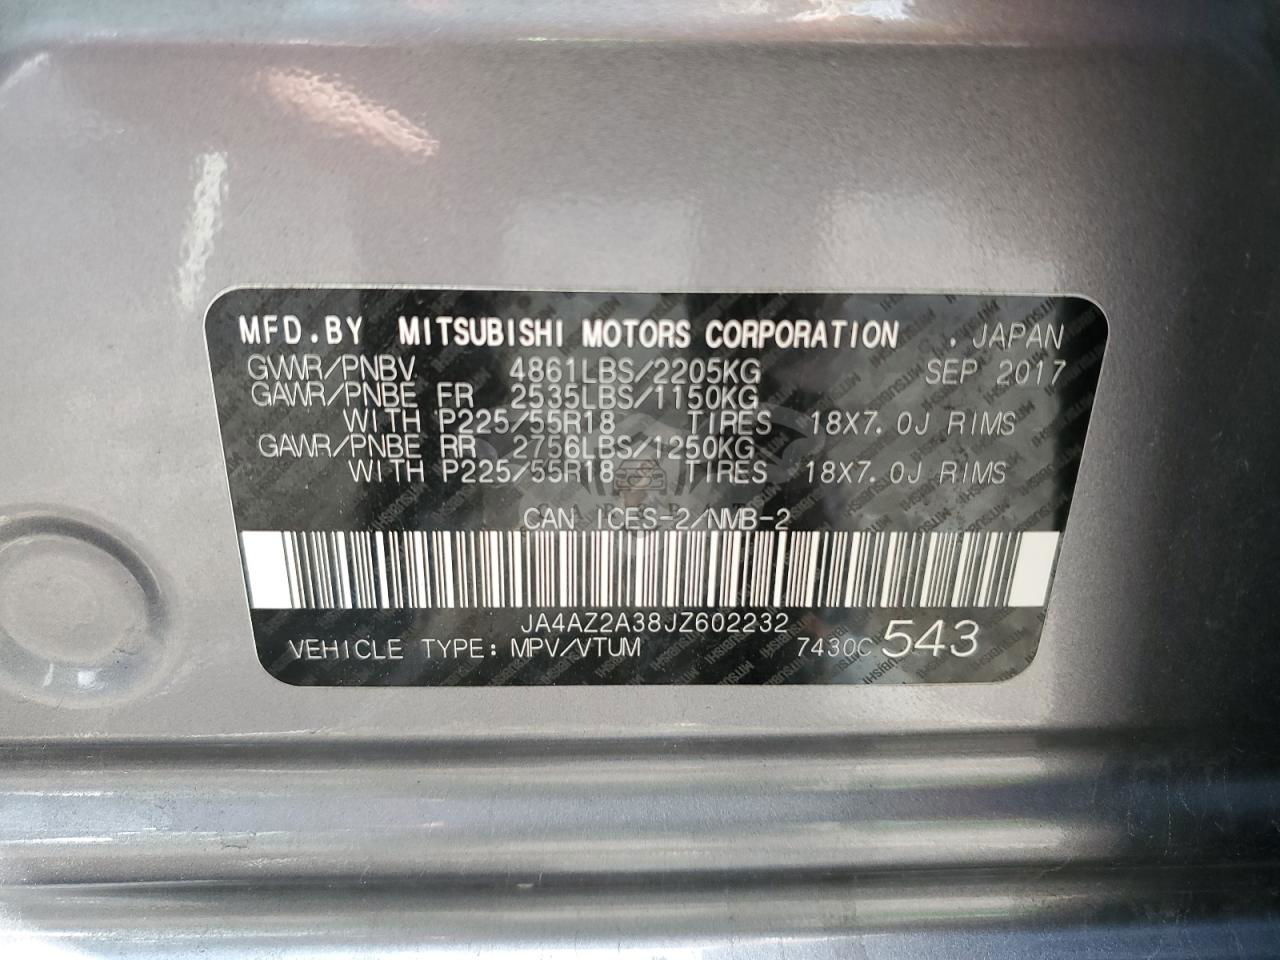 MFD.BY MITSUBISHI MOTORS CORPORATION .JAPAN
GVWR/PNBV 4861LBS/2205KG SEP 2017
GAWR/PNBE FR 2535LBS/1150KG
WITH P225/55R18 TIRES 18X7.0J RIMS
GAWR/PNBE RR 2756LBS/1250KG
WITH P225/55R18 TIRES 18X7.0J RIMS
CAN ICES-2/NMB-2
JA4AZ2A38JZ602232
VEHICLE TYPE: MPV/VTUM 7430C 543